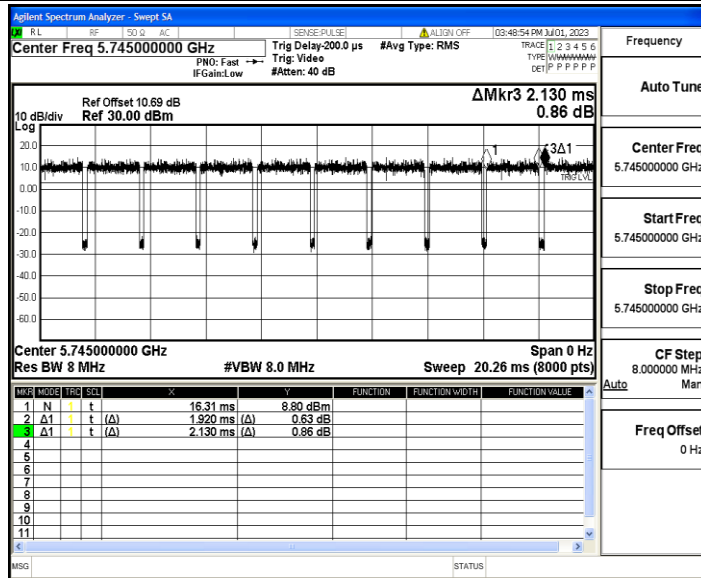 Agilent Spectrum Analyzer - Swept SA
RL RF 50 Ω AC SENSE:PULSE ALIGN OFF 03:48:54 PM Jul 01, 2023
Center Freq 5.745000000 GHz
PNO: Fast
IFGain:Low
Trig Delay-200.0 µs
Trig: Video
#Atten: 40 dB
#Avg Type: RMS
TRACE 1 2 3 4 5 6
TYPE WWWWWW
DET P P P P P P
ΔMkr3 2.130 ms
0.86 dB
Ref Offset 10.69 dB
10 dB/div Ref 30.00 dBm
Log
20.0
10.0
0.00
-10.0
-20.0
-30.0
-40.0
-50.0
-60.0
1
3Δ1
TRIG LVL
Center 5.745000000 GHz Span 0 Hz
Res BW 8 MHz #VBW 8.0 MHz Sweep 20.26 ms (8000 pts)
MKR MODE TRC SCL X Y FUNCTION FUNCTION WIDTH FUNCTION VALUE
1 N 1 t 16.31 ms 8.80 dBm
2 Δ1 1 t (Δ) 1.920 ms (Δ) 0.63 dB
3 Δ1 1 t (Δ) 2.130 ms (Δ) 0.86 dB
4
5
6
7
8
9
10
11
MSG STATUS
Frequency
Auto Tune
Center Freq
5.745000000 GHz
Start Freq
5.745000000 GHz
Stop Freq
5.745000000 GHz
CF Step
8.000000 MHz
Auto Man
Freq Offset
0 Hz